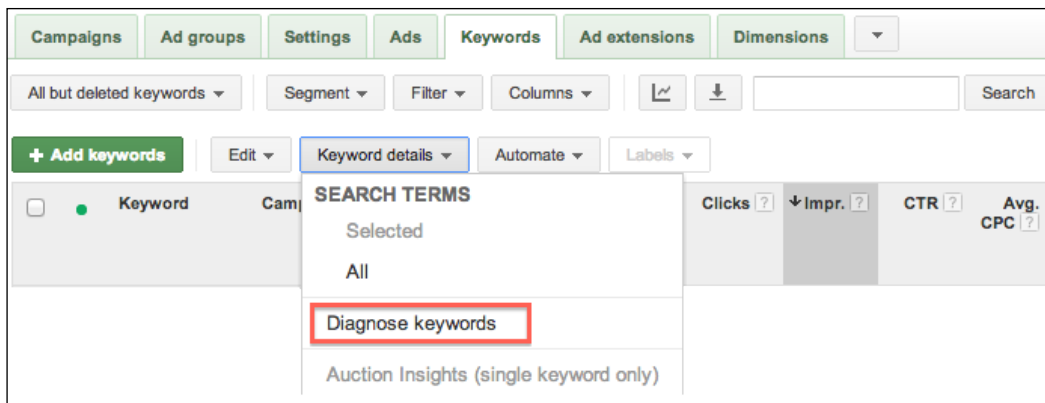 Campaigns Ad groups Settings Ads Keywords Ad extensions Dimensions
All but deleted keywords Segment Filter Columns Search
+ Add keywords Edit Keyword details Automate Labels
Keyword Camp Clicks ? Impr. ? CTR ? Avg.
CPC ?
SEARCH TERMS
Selected
All
Diagnose keywords
Auction Insights (single keyword only)